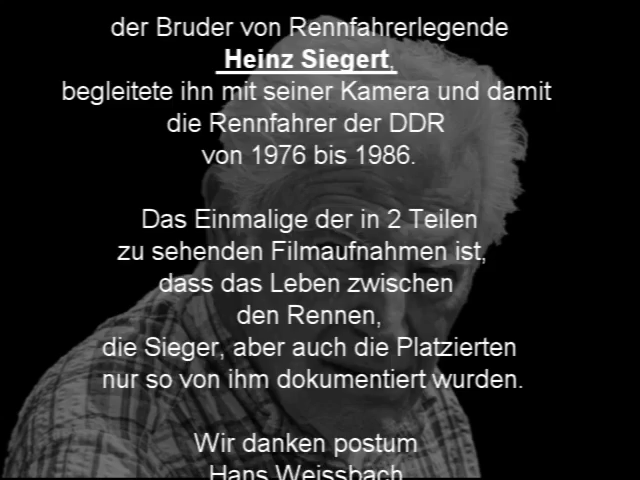 der Bruder von Rennfahrerlegende
Heinz Siegert,
begleitete ihn mit seiner Kamera und damit
die Rennfahrer der DDR
von 1976 bis 1986.
Das Einmalige der in 2 Teilen
zu sehenden Filmaufnahmen ist,
dass das Leben zwischen
den Rennen,
die Sieger, aber auch die Platzierten
nur so von ihm dokumentiert wurden.
Wir danken postum
Hans Weissbach